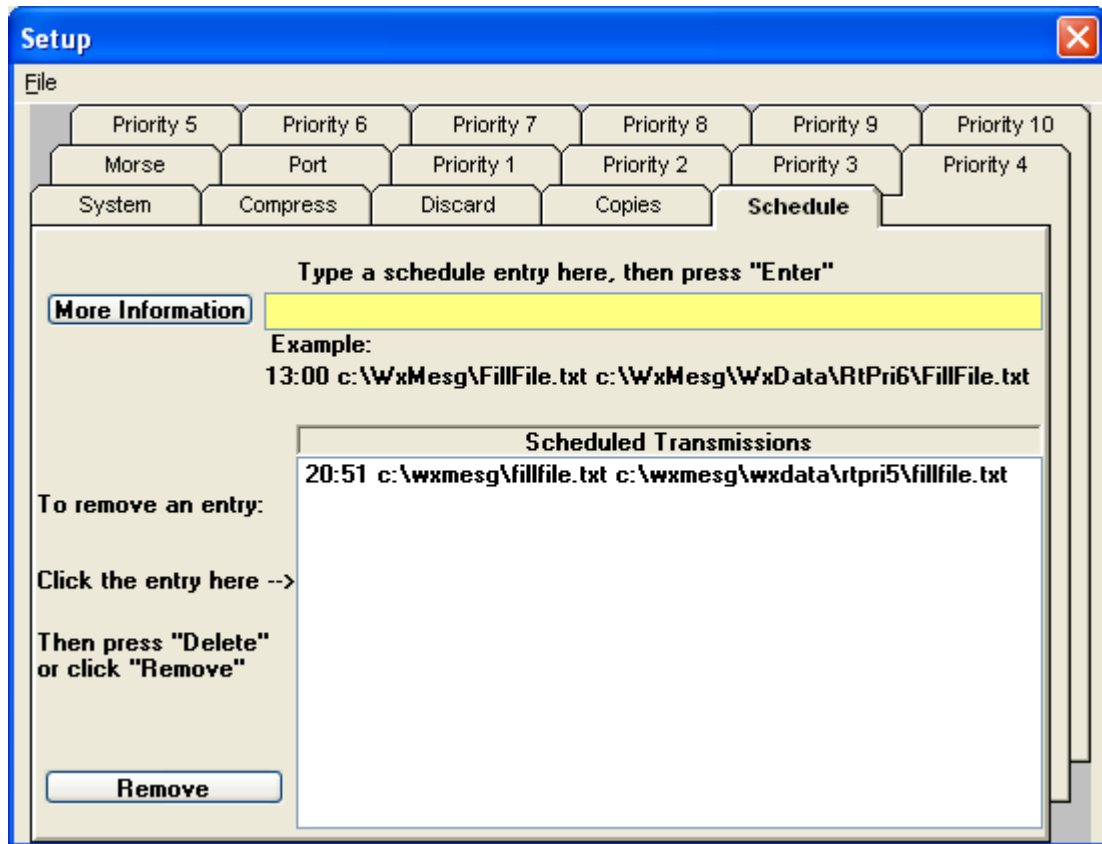 Setup
File
Priority 5 Priority 6 Priority 7 Priority 8 Priority 9 Priority 10
Morse Port Priority 1 Priority 2 Priority 3 Priority 4
System Compress Discard Copies Schedule
Type a schedule entry here, then press "Enter"
More Information
Example:
13:00 c:\WxMesg\FillFile.txt c:\WxMesg\WxData\RtPri6\FillFile.txt
Scheduled Transmissions
20:51 c:\wxmesg\fillfile.txt c:\wxmesg\wxdata\rtpri5\fillfile.txt
To remove an entry:
Click the entry here -->
Then press "Delete"
or click "Remove"
Remove